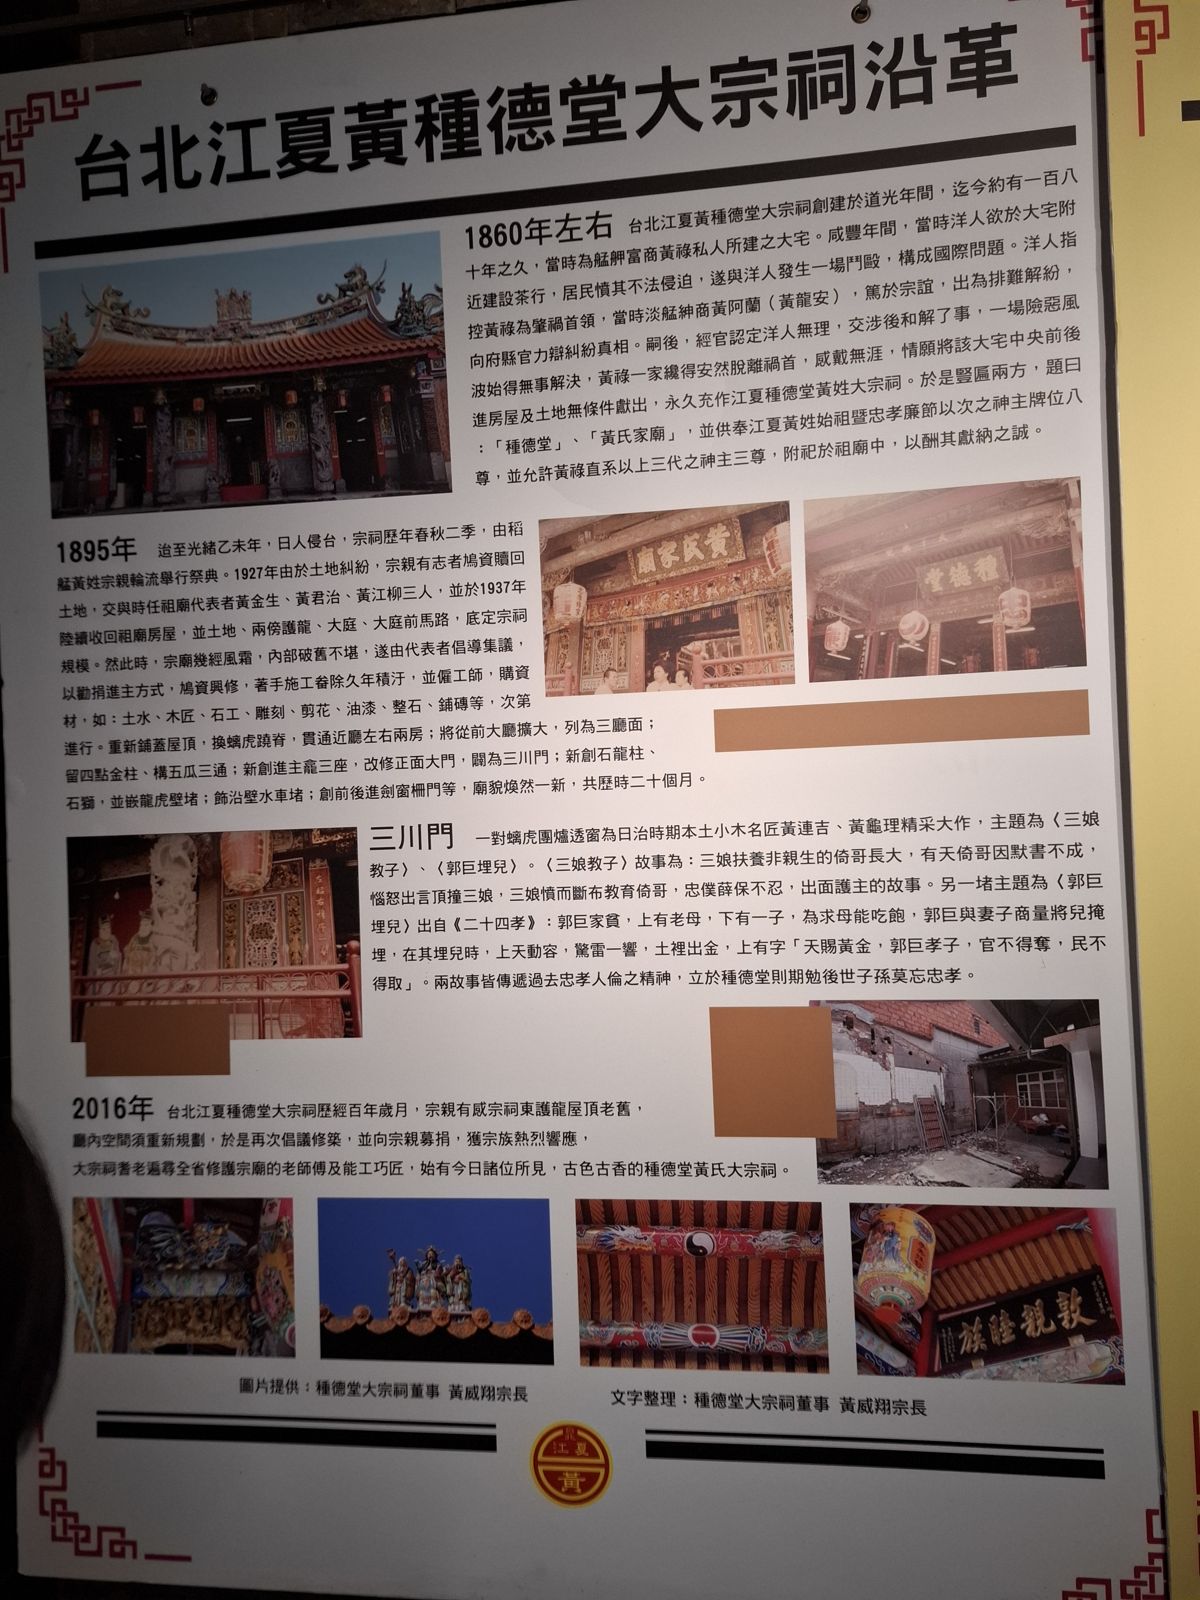 台北江夏黃種德堂大宗祠沿革
1860年左右 台北江夏黃種德堂大宗祠創建於道光年間，迄今約有一百八
十年之久，當時為艋舺富商黃祿私人所建之大宅。咸豐年間，當時洋人欲於大宅附
近建設茶行，居民憤其不法侵迫，遂與洋人發生一場鬥毆，構成國際問題。洋人指
控黃祿為肇禍首領，當時淡艋紳商黃阿蘭（黃龍安），篤於宗誼，出為排難解紛，
向府縣官力辯糾紛真相。嗣後，經官認定洋人無理，交涉後和解了事，一場險惡風
波始得無事解決，黃祿一家纔得安然脫離禍首，感戴無涯，情願將該大宅中央前後
進房屋及土地無條件獻出，永久充作江夏種德堂黃姓大宗祠。於是豎匾兩方，題曰
：「種德堂」、「黃氏家廟」，並供奉江夏黃姓始祖暨忠孝廉節以次之神主牌位八
尊，並允許黃祿直系以上三代之神主三尊，附祀於祖廟中，以酬其獻納之誠。
1895年 迨至光緒乙未年，日人侵台，宗祠歷年春秋二季，由稻
艋黃姓宗親輪流舉行祭典。1927年由於土地糾紛，宗親有志者鳩資贖回
土地，交與時任祖廟代表者黃金生、黃君治、黃江柳三人，並於1937年
陸續收回祖廟房屋，並土地、兩傍護龍、大庭、大庭前馬路，底定宗祠
規模。然此時，宗廟幾經風霜，內部破舊不堪，遂由代表者倡導集議，
以勸捐進主方式，鳩資興修，著手施工畚除久年積汙，並僱工師，購資
材，如：土水、木匠、石工、雕刻、剪花、油漆、整石、鋪磚等，次第
進行。重新鋪蓋屋頂，換螭虎蹺脊，貫通近廳左右兩房；將從前大廳擴大，列為三廳面；
留四點金柱、構五瓜三通；新創進主龕三座，改修正面大門，闢為三川門；新創石龍柱、
石獅，並嵌龍虎壁堵；飾沿壁水車堵；創前後進劍窗柵門等，廟貌煥然一新，共歷時二十個月。
黃氏家廟
種德堂
三川門 一對螭虎團爐透窗為日治時期本土小木名匠黃連吉、黃龜理精采大作，主題為〈三娘
教子〉、〈郭巨埋兒〉。〈三娘教子〉故事為：三娘扶養非親生的倚哥長大，有天倚哥因默書不成，
惱怒出言頂撞三娘，三娘憤而斷布教育倚哥，忠僕薛保不忍，出面護主的故事。另一堵主題為〈郭巨
埋兒〉出自《二十四孝》：郭巨家貧，上有老母，下有一子，為求母能吃飽，郭巨與妻子商量將兒掩
埋，在其埋兒時，上天動容，驚雷一響，土裡出金，上有字「天賜黃金，郭巨孝子，官不得奪，民不
得取」。兩故事皆傳遞過去忠孝人倫之精神，立於種德堂則期勉後世子孫莫忘忠孝。
2016年 台北江夏種德堂大宗祠歷經百年歲月，宗親有感宗祠東護龍屋頂老舊，
廳內空間須重新規劃，於是再次倡議修築，並向宗親募捐，獲宗族熱烈響應，
大宗祠耆老遍尋全省修護宗廟的老師傅及能工巧匠，始有今日諸位所見，古色古香的種德堂黃氏大宗祠。
敦親睦族
圖片提供：種德堂大宗祠董事 黃威翔宗長
文字整理：種德堂大宗祠董事 黃威翔宗長
江夏
黃